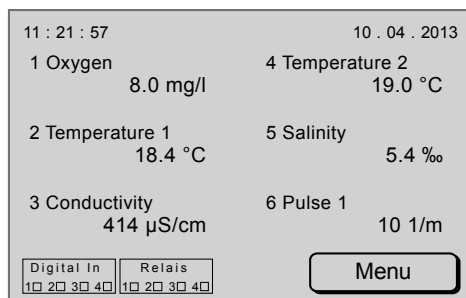 11 : 21 : 57
10 . 04 . 2013
1 Oxygen
8.0 mg/l
4 Temperature 2
19.0 °C
2 Temperature 1
18.4 °C
5 Salinity
5.4 ‰
3 Conductivity
414 µS/cm
6 Pulse 1
10 1/m
Digital In
1□ 2□ 3□ 4□
Relais
1□ 2□ 3□ 4□
Menu